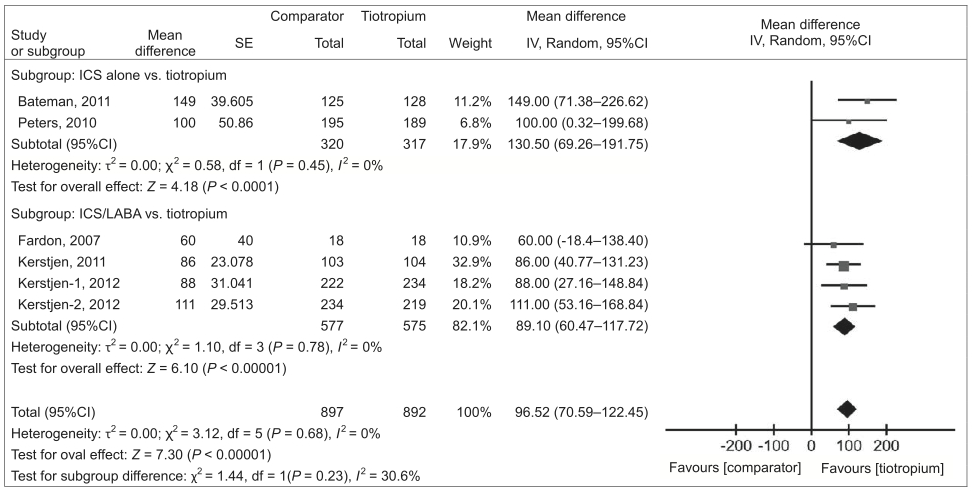 Study or subgroup Mean difference SE Comparator Total Tiotropium Total Weight Mean difference IV, Random, 95%CI Mean difference IV, Random, 95%CI
Subgroup: ICS alone vs. tiotropium
Bateman, 2011 149 39.605 125 128 11.2% 149.00 (71.38–226.62)
Peters, 2010 100 50.86 195 189 6.8% 100.00 (0.32–199.68)
Subtotal (95%CI) 320 317 17.9% 130.50 (69.26–191.75)
Heterogeneity: τ² = 0.00; χ² = 0.58, df = 1 (P = 0.45), I² = 0%
Test for overall effect: Z = 4.18 (P < 0.0001)
Subgroup: ICS/LABA vs. tiotropium
Fardon, 2007 60 40 18 18 10.9% 60.00 (-18.4–138.40)
Kerstjen, 2011 86 23.078 103 104 32.9% 86.00 (40.77–131.23)
Kerstjen-1, 2012 88 31.041 222 234 18.2% 88.00 (27.16–148.84)
Kerstjen-2, 2012 111 29.513 234 219 20.1% 111.00 (53.16–168.84)
Subtotal (95%CI) 577 575 82.1% 89.10 (60.47–117.72)
Heterogeneity: τ² = 0.00; χ² = 1.10, df = 3 (P = 0.78), I² = 0%
Test for overall effect: Z = 6.10 (P < 0.00001)
Total (95%CI) 897 892 100% 96.52 (70.59–122.45)
Heterogeneity: τ² = 0.00; χ² = 3.12, df = 5 (P = 0.68), I² = 0%
Test for oval effect: Z = 7.30 (P < 0.00001)
Test for subgroup difference: χ² = 1.44, df = 1(P = 0.23), I² = 30.6%
-200 -100 0 100 200
Favours [comparator] Favours [tiotropium]